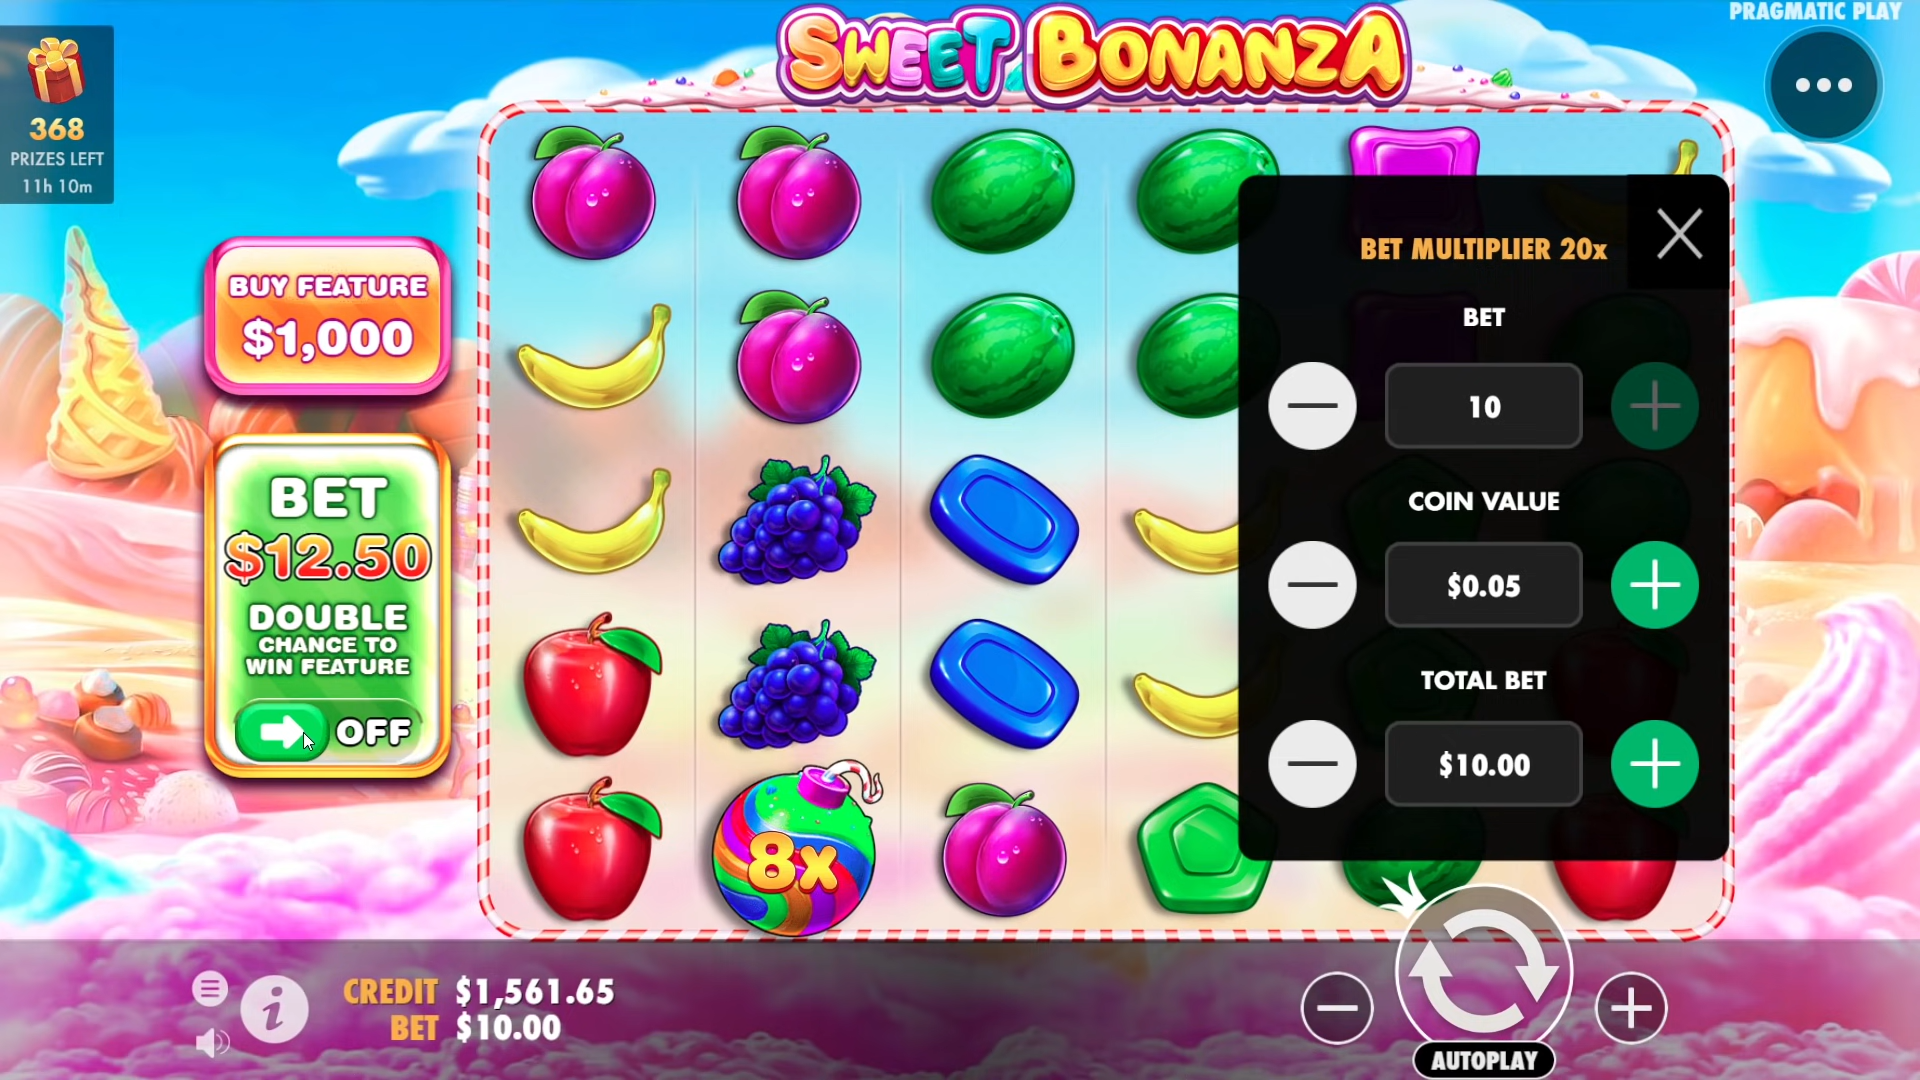 PRAGMATIC PLAY
SWEET BONANZA
368
PRIZES LEFT
11h 10m
BUY FEATURE
$1,000
BET
$12.50
DOUBLE
CHANCE TO
WIN FEATURE
OFF
8x
BET MULTIPLIER 20x
BET
10
COIN VALUE
$0.05
TOTAL BET
$10.00
CREDIT $1,561.65
BET $10.00
AUTOPLAY